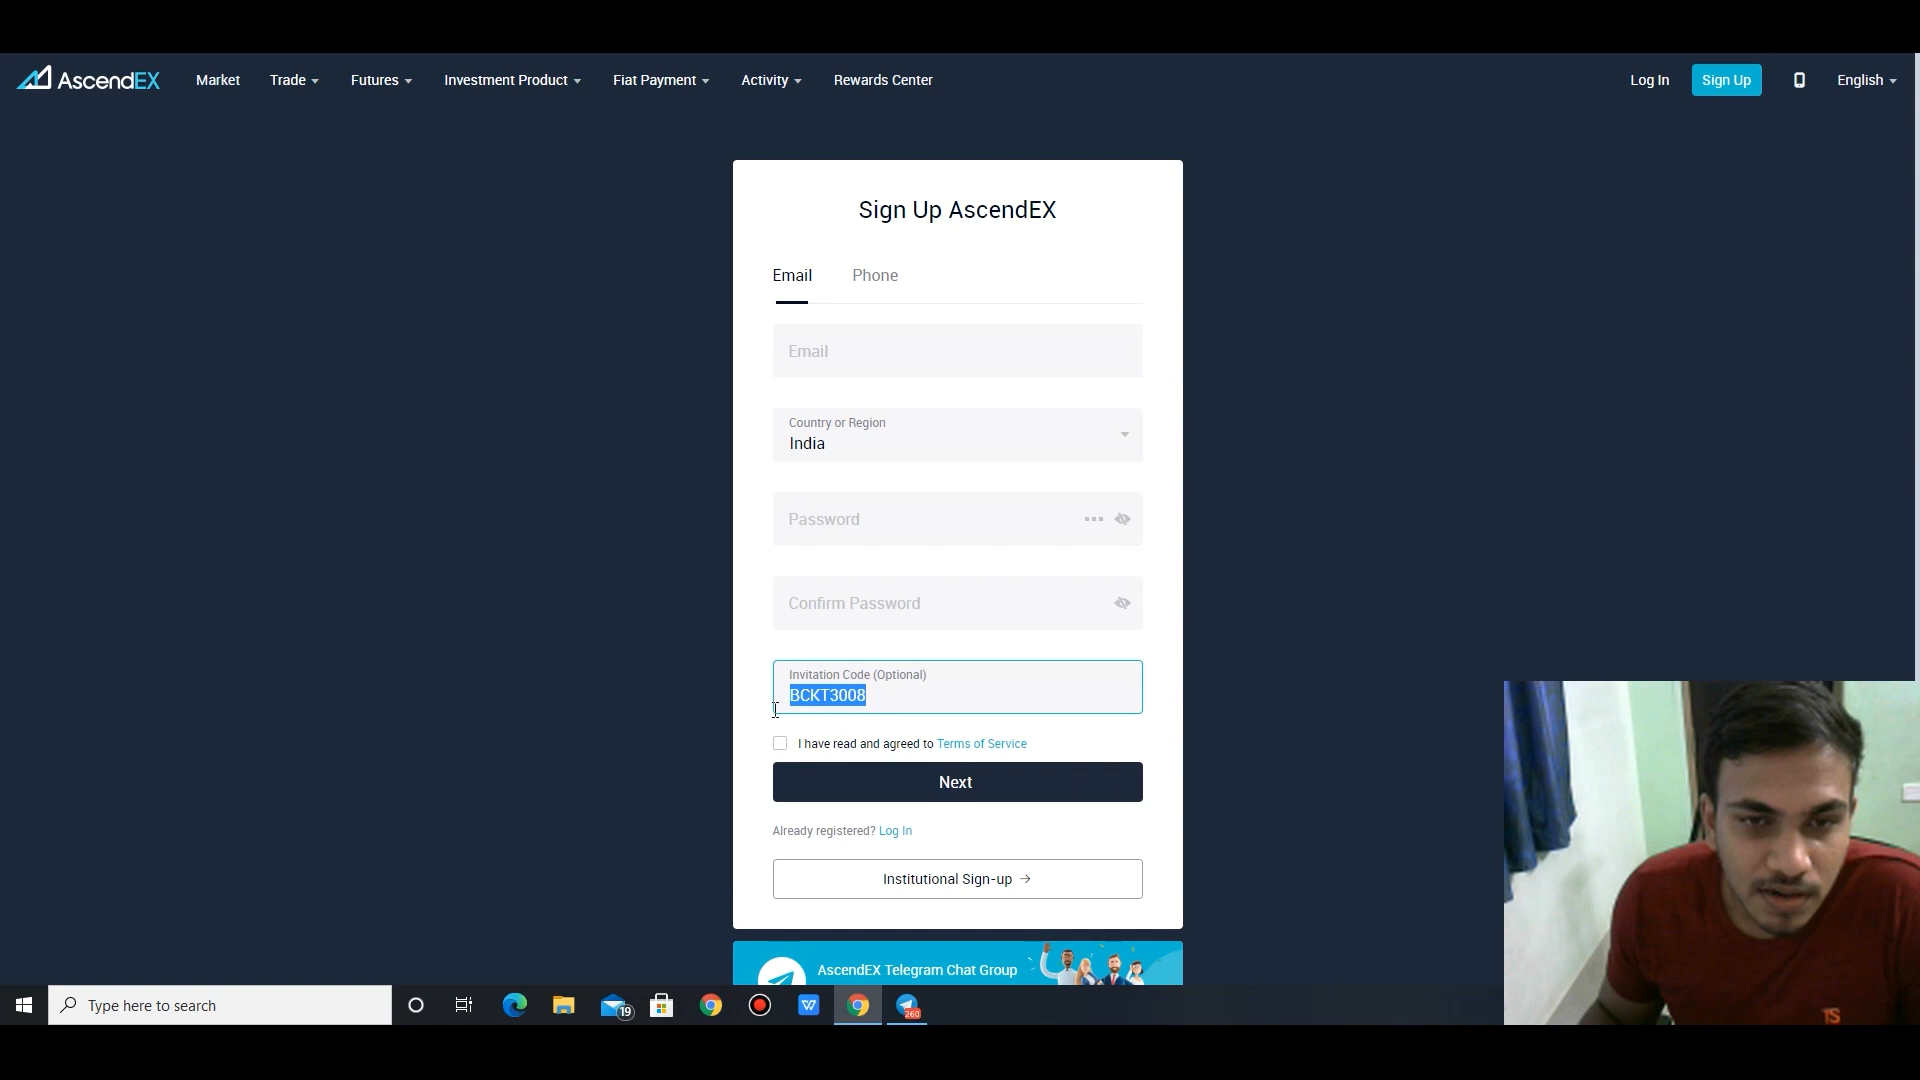 AscendEX Market Trade Futures Investment Product Fiat Payment Activity Rewards Center Log In Sign Up English
Sign Up AscendEX
Email Phone
Email
Country or Region
India
Password
Confirm Password
Invitation Code (Optional)
BCKT3008
I have read and agreed to Terms of Service
Next
Already registered? Log In
Institutional Sign-up →
AscendEX Telegram Chat Group
Type here to search 19 W 260
TS